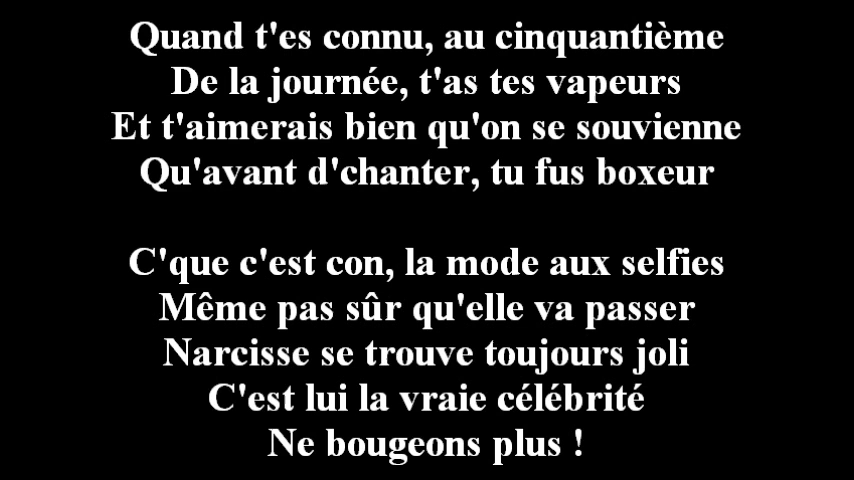 Quand t'es connu, au cinquantième
De la journée, t'as tes vapeurs
Et t'aimerais bien qu'on se souvienne
Qu'avant d'chanter, tu fus boxeur
C'que c'est con, la mode aux selfies
Même pas sûr qu'elle va passer
Narcisse se trouve toujours joli
C'est lui la vraie célébrité
Ne bougeons plus !